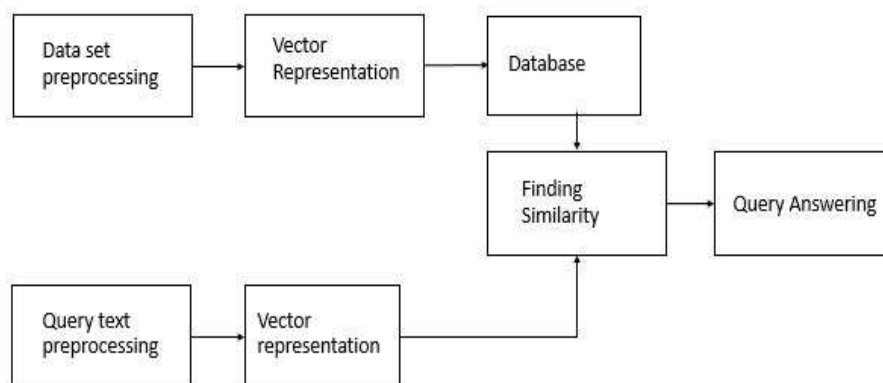 Data set
preprocessing
Vector
Representation
Database
Finding
Similarity
Query Answering
Query text
preprocessing
Vector
representation